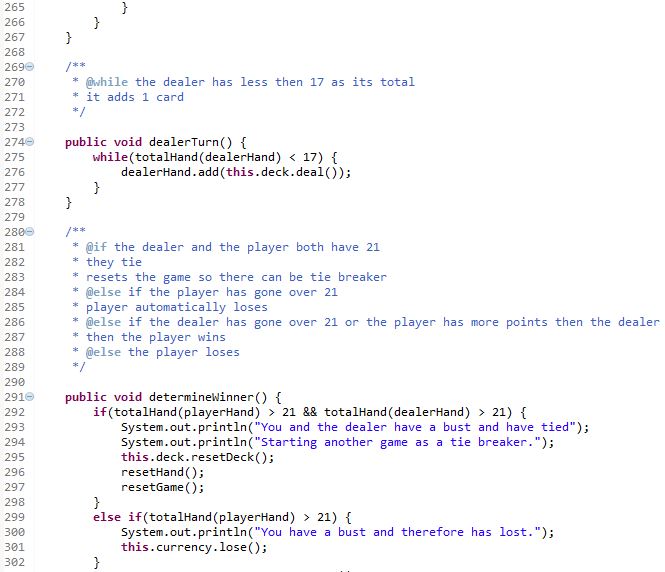 265 }
266 }
267 }
268
269 /**
270 * @while the dealer has less then 17 as its total
271 * it adds 1 card
272 */
273
274 public void dealerTurn() {
275 while(totalHand(dealerHand) < 17) {
276 dealerHand.add(this.deck.deal());
277 }
278 }
279
280 /**
281 * @if the dealer and the player both have 21
282 * they tie
283 * resets the game so there can be tie breaker
284 * @else if the player has gone over 21
285 * player automatically loses
286 * @else if the dealer has gone over 21 or the player has more points then the dealer
287 * then the player wins
288 * @else the player loses
289 */
290
291 public void determineWinner() {
292 if(totalHand(playerHand) > 21 && totalHand(dealerHand) > 21) {
293 System.out.println("You and the dealer have a bust and have tied");
294 System.out.println("Starting another game as a tie breaker.");
295 this.deck.resetDeck();
296 resetHand();
297 resetGame();
298 }
299 else if(totalHand(playerHand) > 21) {
300 System.out.println("You have a bust and therefore has lost.");
301 this.currency.lose();
302 }